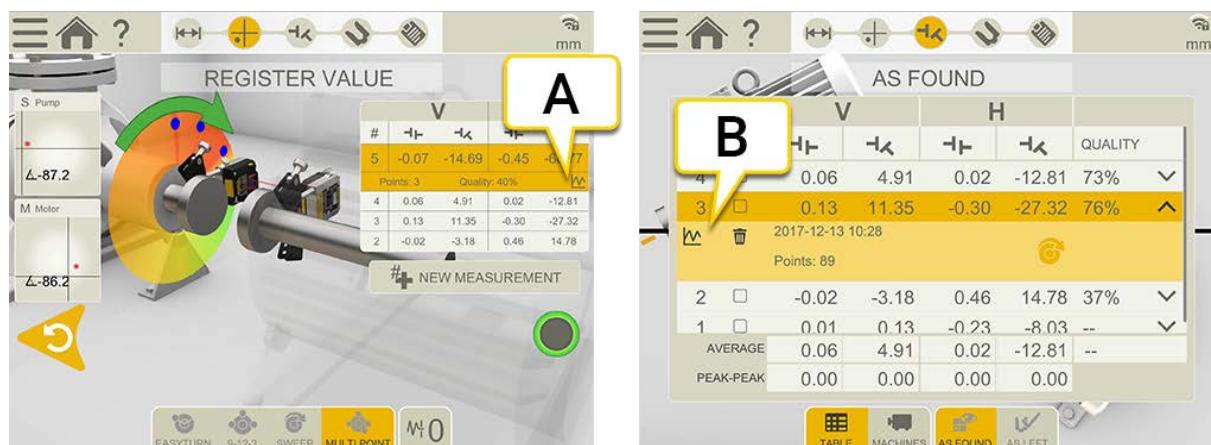 ?
mm
REGISTER VALUE
A
S Pump
-87.2
M Motor
-86.2
V
#
5 -0.07 -14.69 -0.45
Points: 3 Quality: 40%
4 0.06 4.91 0.02 -12.81
3 0.13 11.35 -0.30 -27.32
2 -0.02 -3.18 0.46 14.78
# NEW MEASUREMENT
EASYTURN 9-12-3 SWEEP MULTI POINT
0
?
mm
AS FOUND
B
V H
QUALITY
4 0.06 4.91 0.02 -12.81 73%
3 0.13 11.35 -0.30 -27.32 76%
2017-12-13 10:28
Points: 89
2 -0.02 -3.18 0.46 14.78 37%
1 0.01 0.13 -0.23 -8.03 --
AVERAGE 0.06 4.91 0.02 -12.81 --
PEAK-PEAK 0.00 0.00 0.00 0.00
TABLE MACHINES AS FOUND AS LEFT